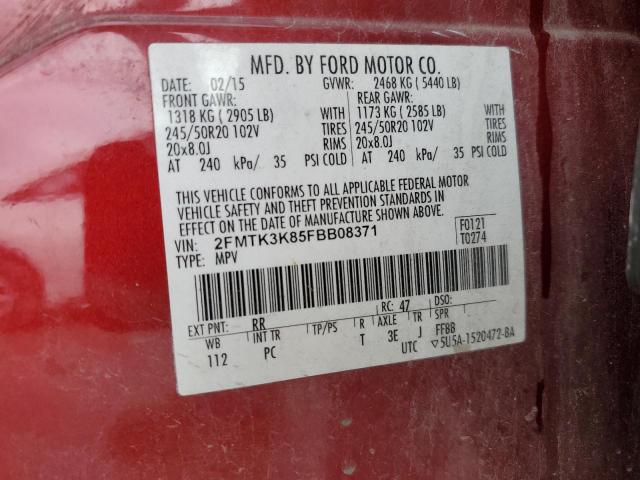 MFD. BY FORD MOTOR CO.
DATE: 02/15 GVWR: 2468 KG ( 5440 LB)
FRONT GAWR: REAR GAWR:
1318 KG ( 2905 LB) WITH 1173 KG ( 2585 LB) WITH
245/50R20 102V TIRES 245/50R20 102V TIRES
20x8.0J RIMS 20x8.0J RIMS
AT 240 kPa/ 35 PSI COLD AT 240 kPa/ 35 PSI COLD
THIS VEHICLE CONFORMS TO ALL APPLICABLE FEDERAL MOTOR
VEHICLE SAFETY AND THEFT PREVENTION STANDARDS IN
EFFECT ON THE DATE OF MANUFACTURE SHOWN ABOVE.
VIN: 2FMTK3K85FBB08371 F0121
TYPE: MPV T0274
EXT PNT: RR RC: 47 DSO:
WB INT TR TP/PS R AXLE TR SPR
112 PC T 3E J FFBB
UTC ▽5U5A-1520472-BA